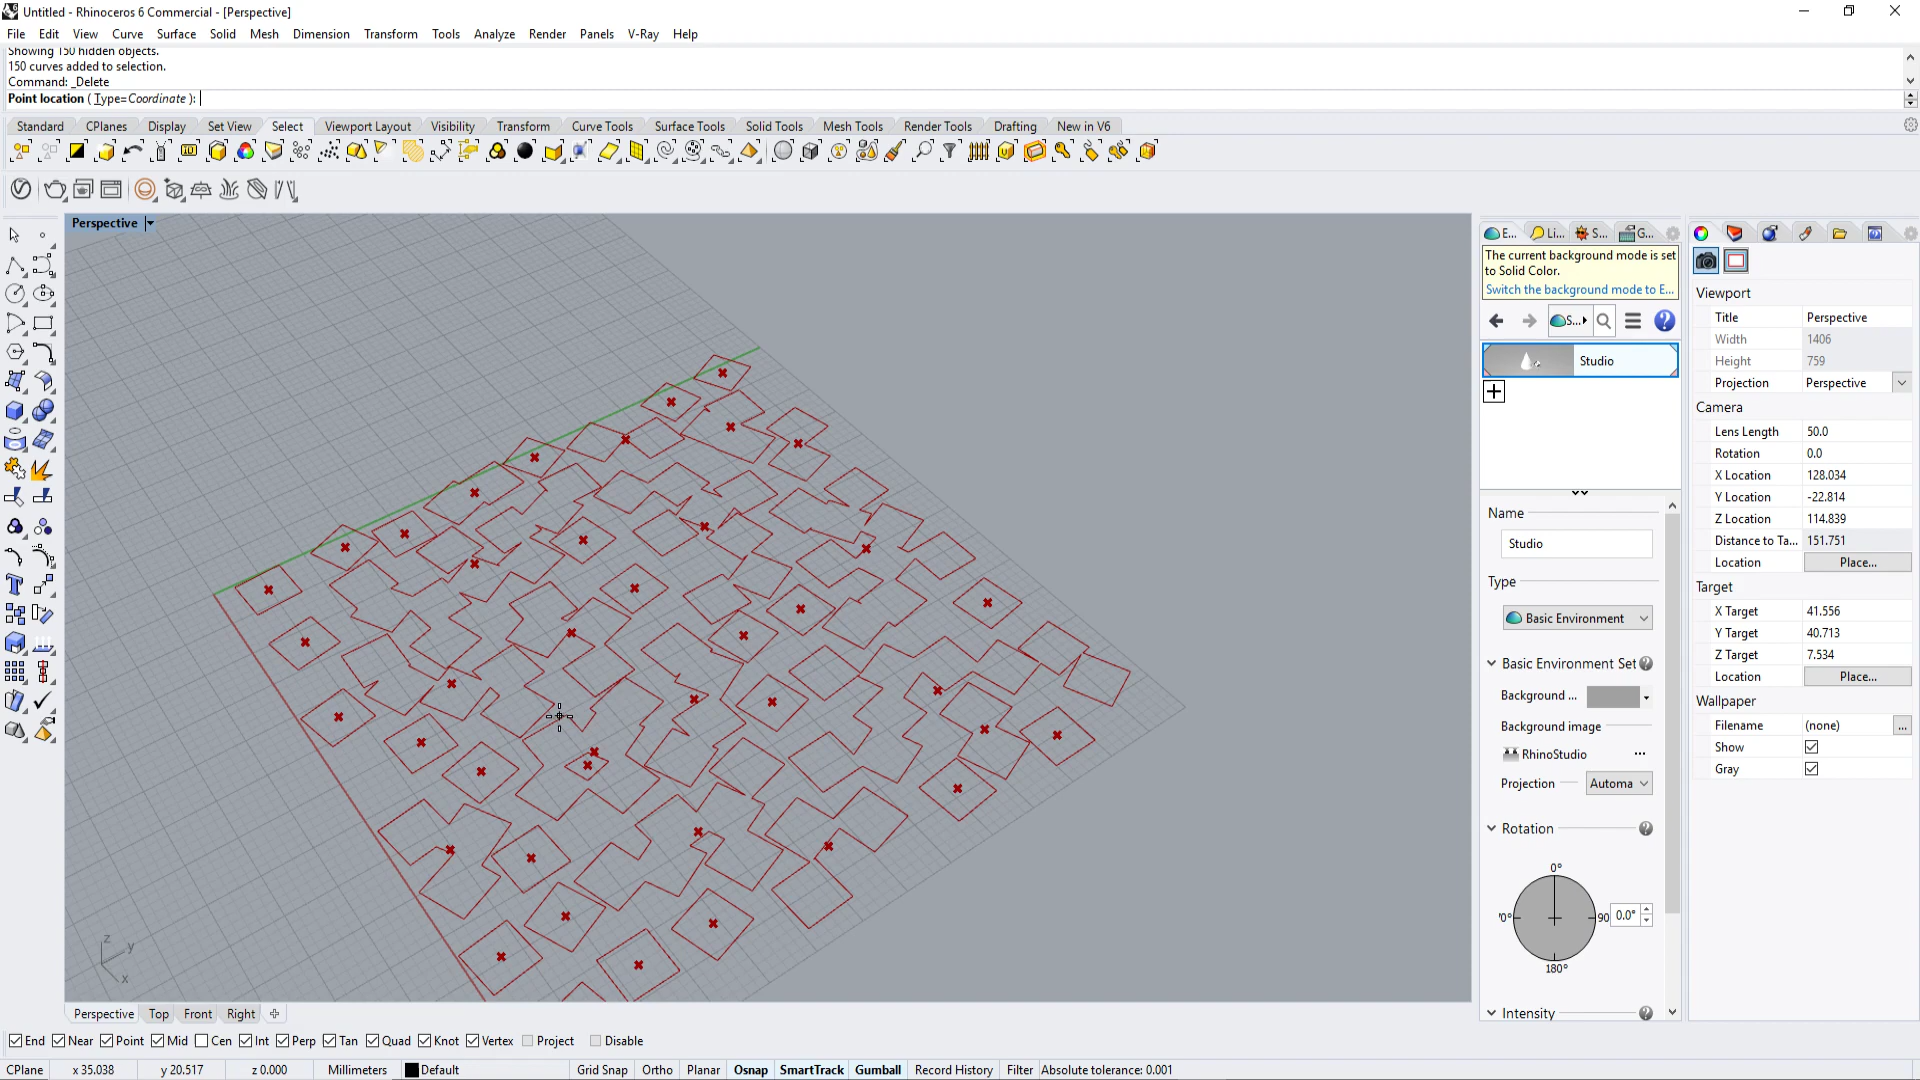 Untitled - Rhinoceros 6 Commercial - [Perspective]
File Edit View Curve Surface Solid Mesh Dimension Transform Tools Analyze Render Panels V-Ray Help
Showing 150 hidden objects.
150 curves added to selection.
Command: _Delete
Point location ( Type=Coordinate ):
Standard CPlanes Display Set View Select Viewport Layout Visibility Transform Curve Tools Surface Tools Solid Tools Mesh Tools Render Tools Drafting New in V6
Perspective
E... Li... S... G...
The current background mode is set
to Solid Color.
Switch the background mode to E...
S...
Studio
Name
Studio
Type
Basic Environment
Basic Environment Set
Background ...
Background image
RhinoStudio ...
Projection Automa
Rotation
0°
'0° 90 0.0°
180°
Intensity
Viewport
Title Perspective
Width 1406
Height 759
Projection Perspective
Camera
Lens Length 50.0
Rotation 0.0
X Location 128.034
Y Location -22.814
Z Location 114.839
Distance to Ta... 151.751
Location Place...
Target
X Target 41.556
Y Target 40.713
Z Target 7.534
Location Place...
Wallpaper
Filename (none) ...
Show
Gray
z
y
x
Perspective Top Front Right
End Near Point Mid Cen Int Perp Tan Quad Knot Vertex Project Disable
CPlane x 35.038 y 20.517 z 0.000 Millimeters Default Grid Snap Ortho Planar Osnap SmartTrack Gumball Record History Filter Absolute tolerance: 0.001